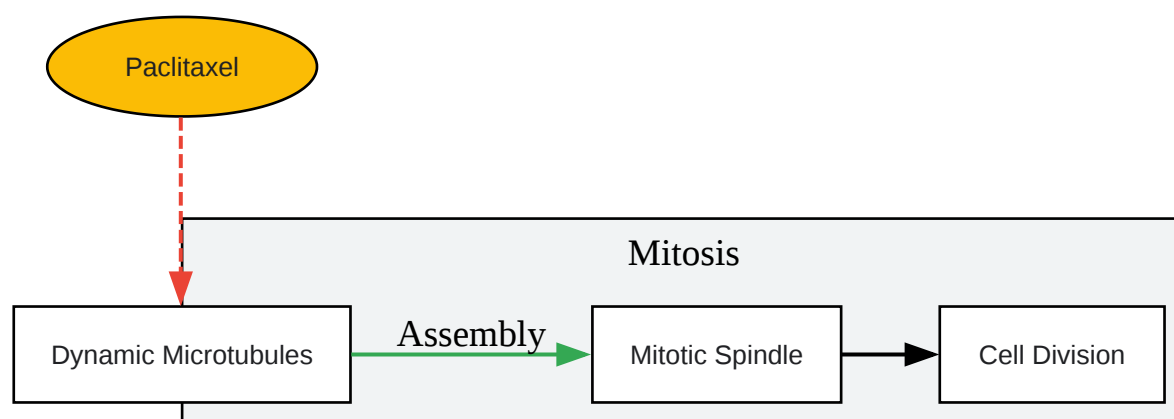 Paclitaxel
Mitosis
Assembly
Dynamic Microtubules
Mitotic Spindle
Cell Division